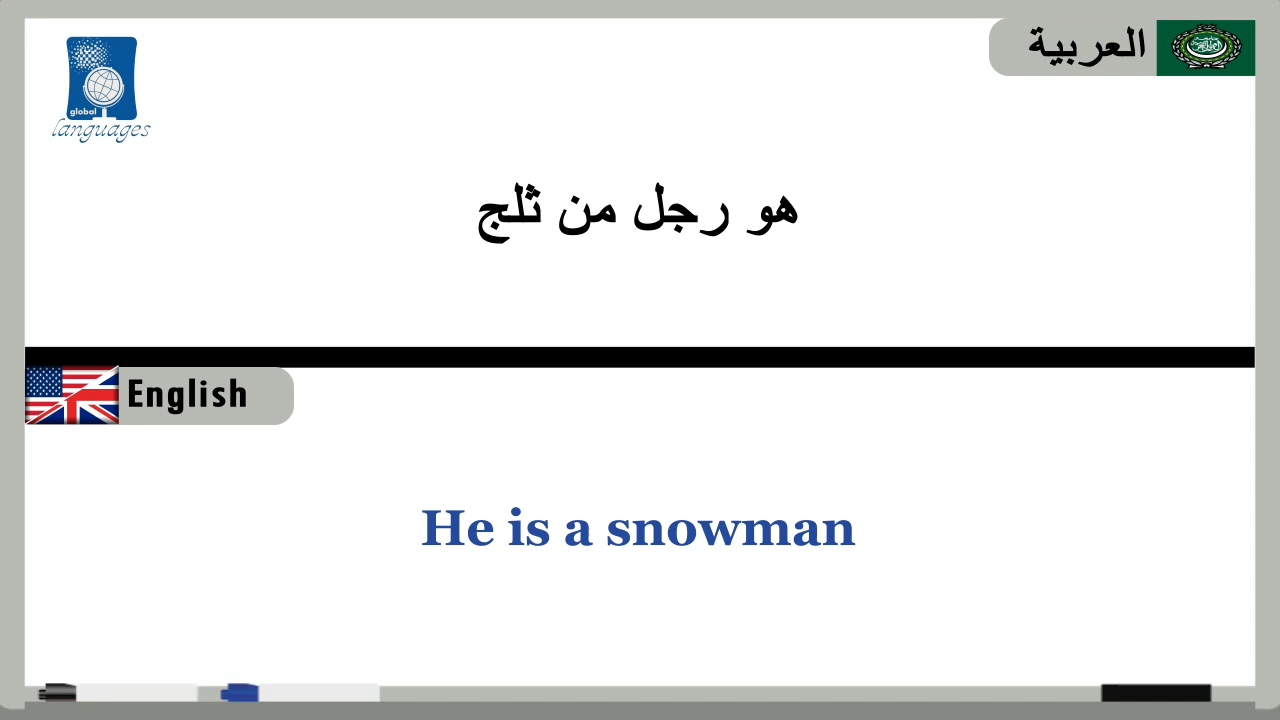 global
languages
العربية
هو رجل من ثلج
English
He is a snowman